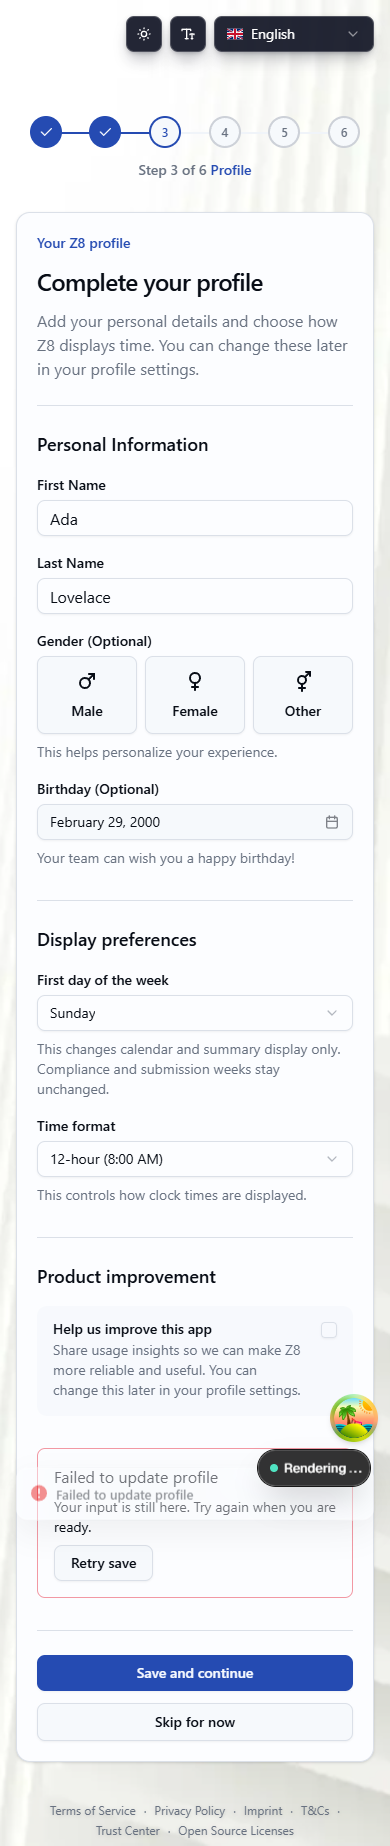 English
3
4
5
6
Step 3 of 6 Profile
Your Z8 profile
Complete your profile
Add your personal details and choose how
Z8 displays time. You can change these later
in your profile settings.
Personal Information
First Name
Ada
Last Name
Lovelace
Gender (Optional)
Male
Female
Other
This helps personalize your experience.
Birthday (Optional)
February 29, 2000
Your team can wish you a happy birthday!
Display preferences
First day of the week
Sunday
This changes calendar and summary display only.
Compliance and submission weeks stay
unchanged.
Time format
12-hour (8:00 AM)
This controls how clock times are displayed.
Product improvement
Help us improve this app
Share usage insights so we can make Z8
more reliable and useful. You can
change this later in your profile settings.
Rendering ...
Failed to update profile
Failed to update profile
Your input is still here. Try again when you are
ready.
Retry save
Save and continue
Skip for now
Terms of Service · Privacy Policy · Imprint · T&Cs ·
Trust Center · Open Source Licenses